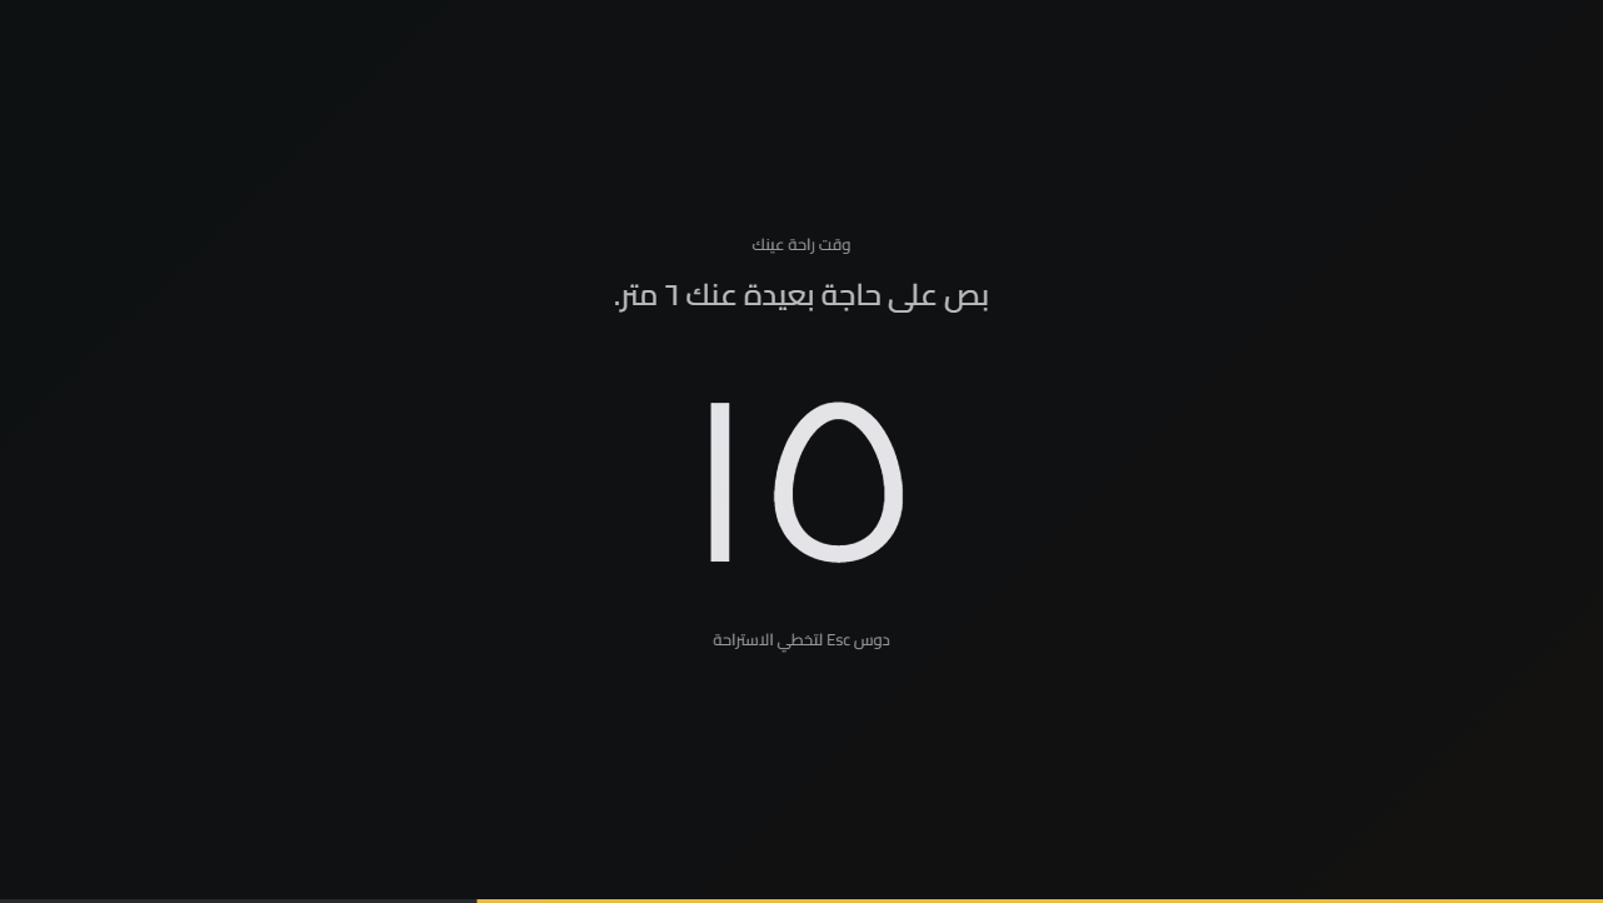 وقت راحة عينك
بص على حاجة بعيدة عنك ٦ متر.
١٥
دوس Esc لتخطي الاستراحة